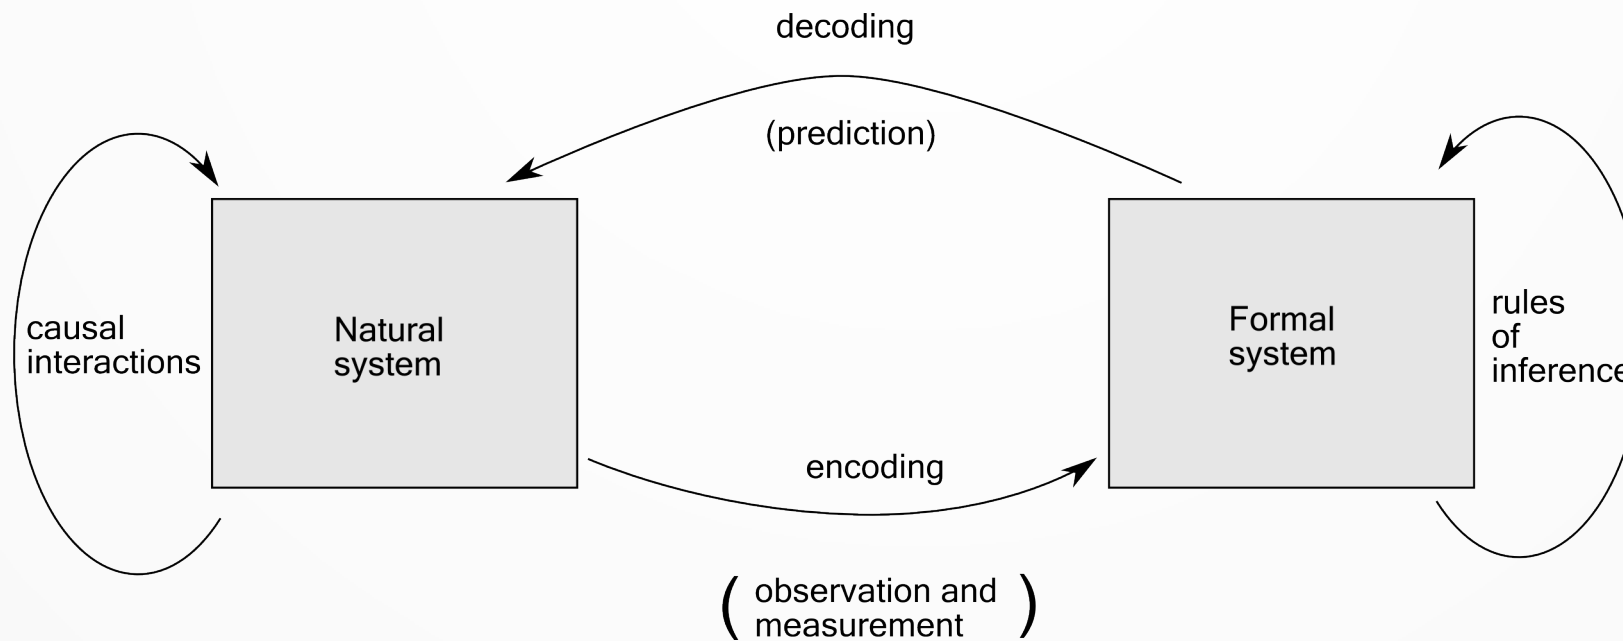 decoding
(prediction)
causal
interactions
Natural
system
Formal
system
rules
of
inference
encoding
( observation and
measurement )